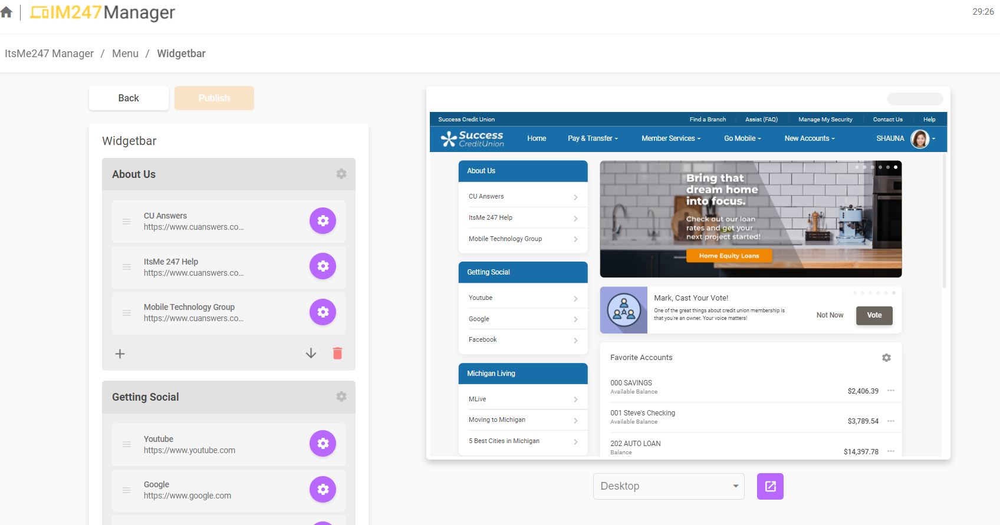 IM247 Manager
29:26
ItsMe247 Manager / Menu / Widgetbar
Back
Publish
Widgetbar
About Us
CU Answers
https://www.cuanswers.co...
ItsMe 247 Help
https://www.cuanswers.co...
Mobile Technology Group
https://www.cuanswers.co...
Getting Social
Youtube
https://www.youtube.com
Google
https://www.google.com
Success Credit Union
Find a Branch
Assist (FAQ)
Manage My Security
Contact Us
Help
Success
CreditUnion
Home
Pay & Transfer
Member Services
Go Mobile
New Accounts
SHAUNA
About Us
CU Answers
ItsMe 247 Help
Mobile Technology Group
Getting Social
Youtube
Google
Facebook
Michigan Living
MLive
Moving to Michigan
5 Best Cities in Michigan
Bring that
dream home
into focus.
Check out our loan
rates and get your
next project started!
Home Equity Loans
Mark, Cast Your Vote!
One of the great things about credit union membership is
that you're an owner. Your voice matters!
Not Now
Vote
Favorite Accounts
000 SAVINGS
Available Balance
$2,406.39
001 Steve's Checking
Available Balance
$3,789.54
202 AUTO LOAN
Balance
$14,397.78
Desktop